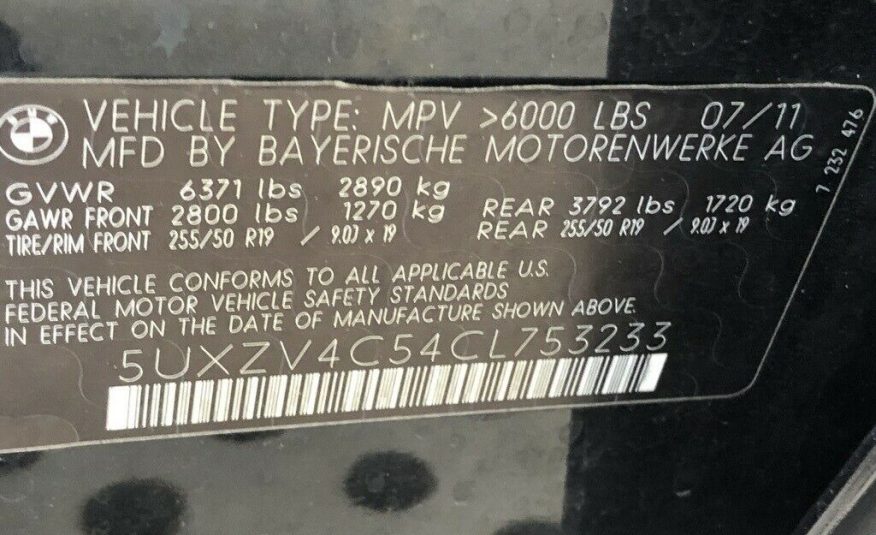 VEHICLE TYPE: MPV >6000 LBS 07/11
MFD BY BAYERISCHE MOTORENWERKE AG
7 232 476
GVWR 6371 lbs 2890 kg
GAWR FRONT 2800 lbs 1270 kg REAR 3792 lbs 1720 kg
TIRE/RIM FRONT 255/50 R19 / 9.0J x 19 REAR 255/50 R19 / 9.0J x 19
THIS VEHICLE CONFORMS TO ALL APPLICABLE U.S.
FEDERAL MOTOR VEHICLE SAFETY STANDARDS
IN EFFECT ON THE DATE OF MANUFACTURE SHOWN ABOVE.
5UXZV4C54CL753233